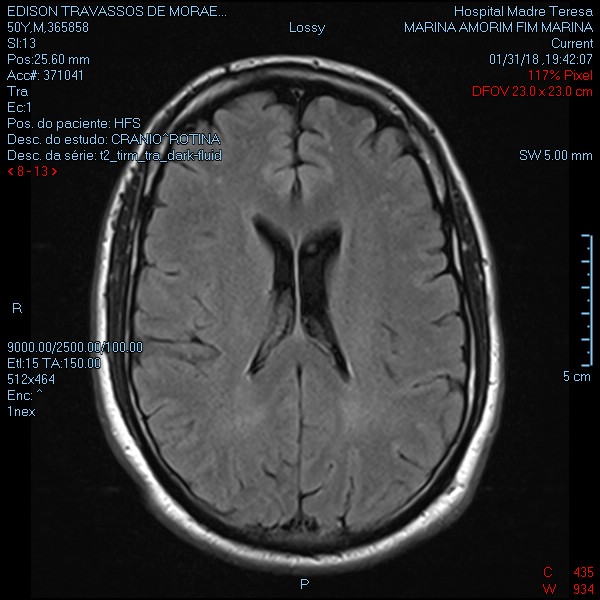 EDISON TRAVASSOS DE MORAE...
50Y,M,365858
Sl:13
Pos:25.60 mm
Acc#: 371041
Tra
Ec:1
Pos. do paciente: HFS
Desc. do estudo: CRANIO^ROTINA
Desc. da série: t2_tirm_tra_dark-fluid
< 8 - 13 >
Lossy
Hospital Madre Teresa
MARINA AMORIM FIM MARINA
Current
01/31/18 ,19:42:07
117% Pixel
DFOV 23.0 x 23.0 cm
SW 5.00 mm
R
9000.00/2500.00/100.00
Etl:15 TA:150.00
512x464
Enc: ^
1nex
5 cm
P
C 435
W 934